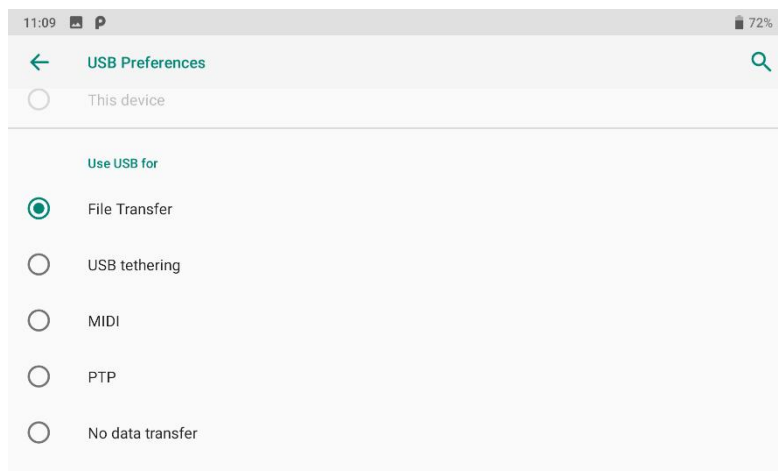 11:09 P 72%
USB Preferences
This device
Use USB for
File Transfer
USB tethering
MIDI
PTP
No data transfer